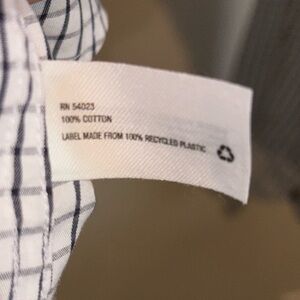 RN 54023
100% COTTON
LABEL MADE FROM 100% RECYCLED PLASTIC